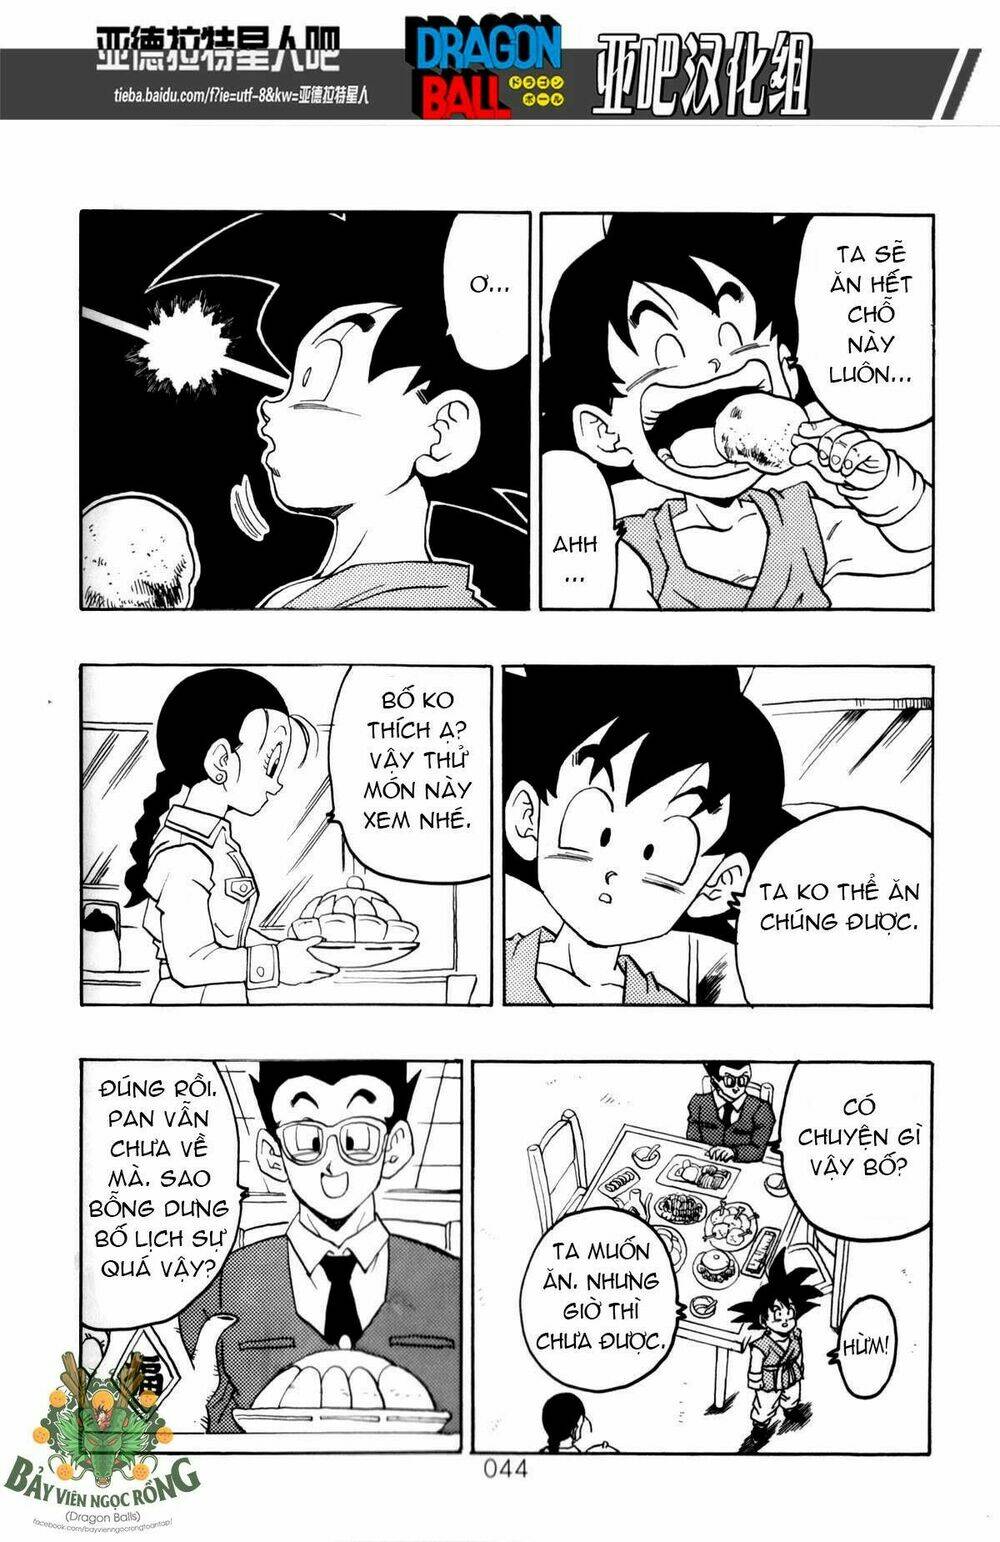 亚德拉特星人吧
tieba.baidu.com/f?ie=utf-8&kw=亚德拉特星人
DRAGON
BALL
ドラゴン
ボール
亚吧汉化组
TA SẼ
ĂN HẾT
CHỖ
NÀY
LUÔN...
AHH
...
Ơ...
TA KO THỂ ĂN
CHÚNG ĐƯỢC.
BỐ KO
THÍCH Ạ?
VẬY THỬ
MÓN NÀY
XEM NHÉ.
CÓ
CHUYỆN GÌ
VẬY BỐ?
HỪM!
TA MUỐN
ĂN. NHƯNG
GIỜ THÌ
CHƯA ĐƯỢC.
ĐÚNG RỒI.
PAN VẪN
CHƯA VỀ
MÀ. SAO
BỖNG DƯNG
BỐ LỊCH SỰ
QUÁ VẬY?
044
BẢY VIÊN NGỌC RỒNG
(Dragon Balls)
facebook.com/bayvienngocrongtoantap/